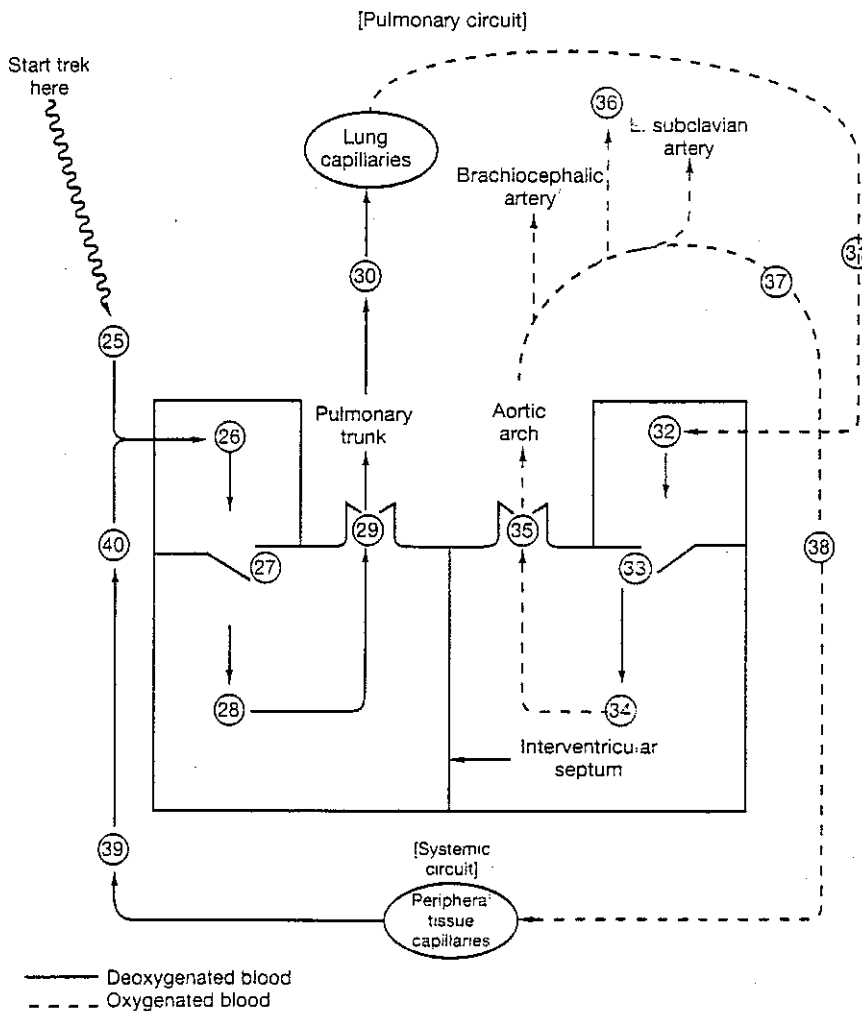 [Pulmonary circuit]
Start trek
here
36
Lung
capillaries
L. subclavian
artery
Brachiocephalic
artery
30
37
25
Pulmonary
trunk
Aortic
arch
26
32
29
35
40
27
33
38
28
34
Interventricular
septum
39
[Systemic
circuit]
Peripheral
tissue
capillaries
Deoxygenated blood
Oxygenated blood